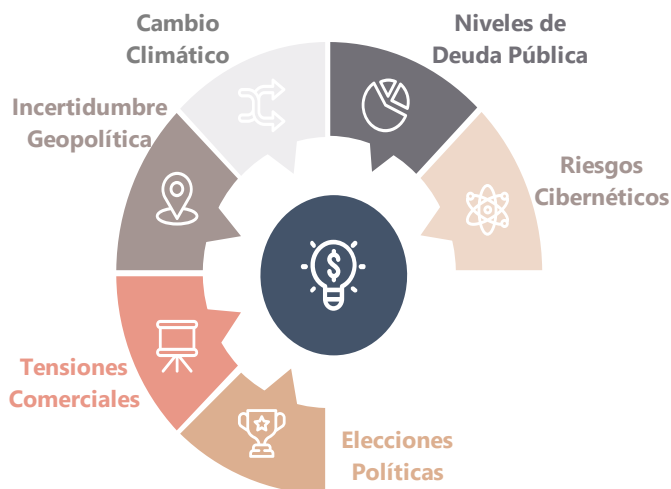 Cambio
Climático
Niveles de
Deuda Pública
Incertidumbre
Geopolítica
Riesgos
Cibernéticos
$
Tensiones
Comerciales
Elecciones
Políticas